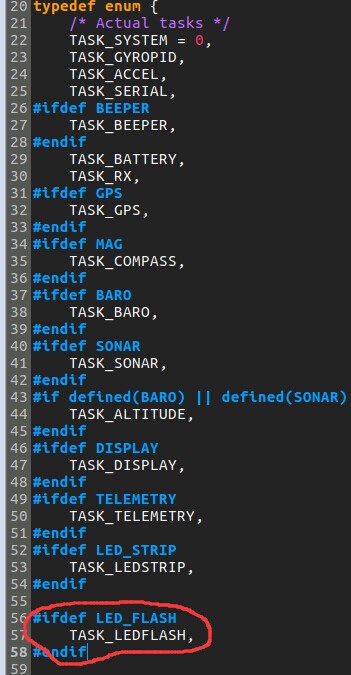 20 typedef enum {
21     /* Actual tasks */
22     TASK_SYSTEM = 0,
23     TASK_GYROPID,
24     TASK_ACCEL,
25     TASK_SERIAL,
26 #ifdef BEEPER
27     TASK_BEEPER,
28 #endif
29     TASK_BATTERY,
30     TASK_RX,
31 #ifdef GPS
32     TASK_GPS,
33 #endif
34 #ifdef MAG
35     TASK_COMPASS,
36 #endif
37 #ifdef BARO
38     TASK_BARO,
39 #endif
40 #ifdef SONAR
41     TASK_SONAR,
42 #endif
43 #if defined(BARO) || defined(SONAR)
44     TASK_ALTITUDE,
45 #endif
46 #ifdef DISPLAY
47     TASK_DISPLAY,
48 #endif
49 #ifdef TELEMETRY
50     TASK_TELEMETRY,
51 #endif
52 #ifdef LED_STRIP
53     TASK_LEDSTRIP,
54 #endif
55
56 #ifdef LED_FLASH
57     TASK_LEDFLASH,
58 #endif
59